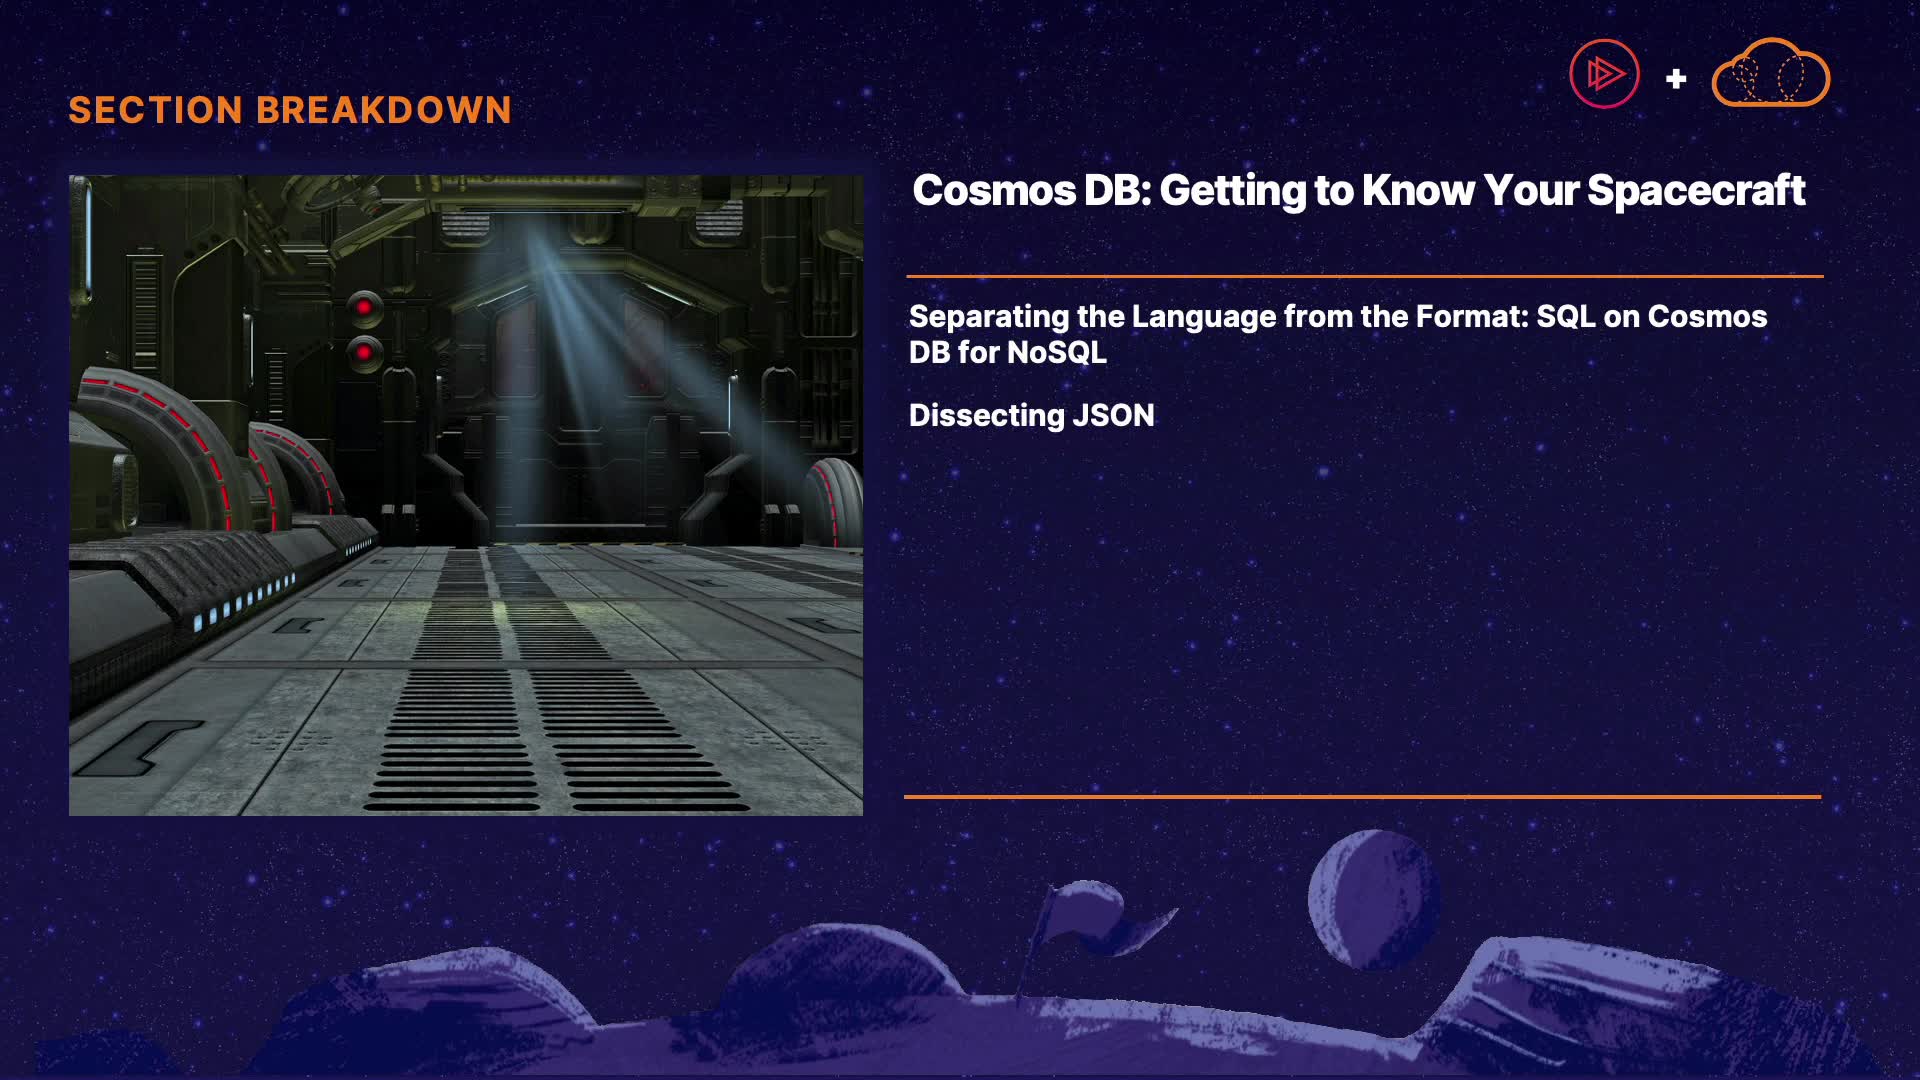 SECTION BREAKDOWN
+
Cosmos DB: Getting to Know Your Spacecraft
Separating the Language from the Format: SQL on Cosmos
DB for NoSQL
Dissecting JSON